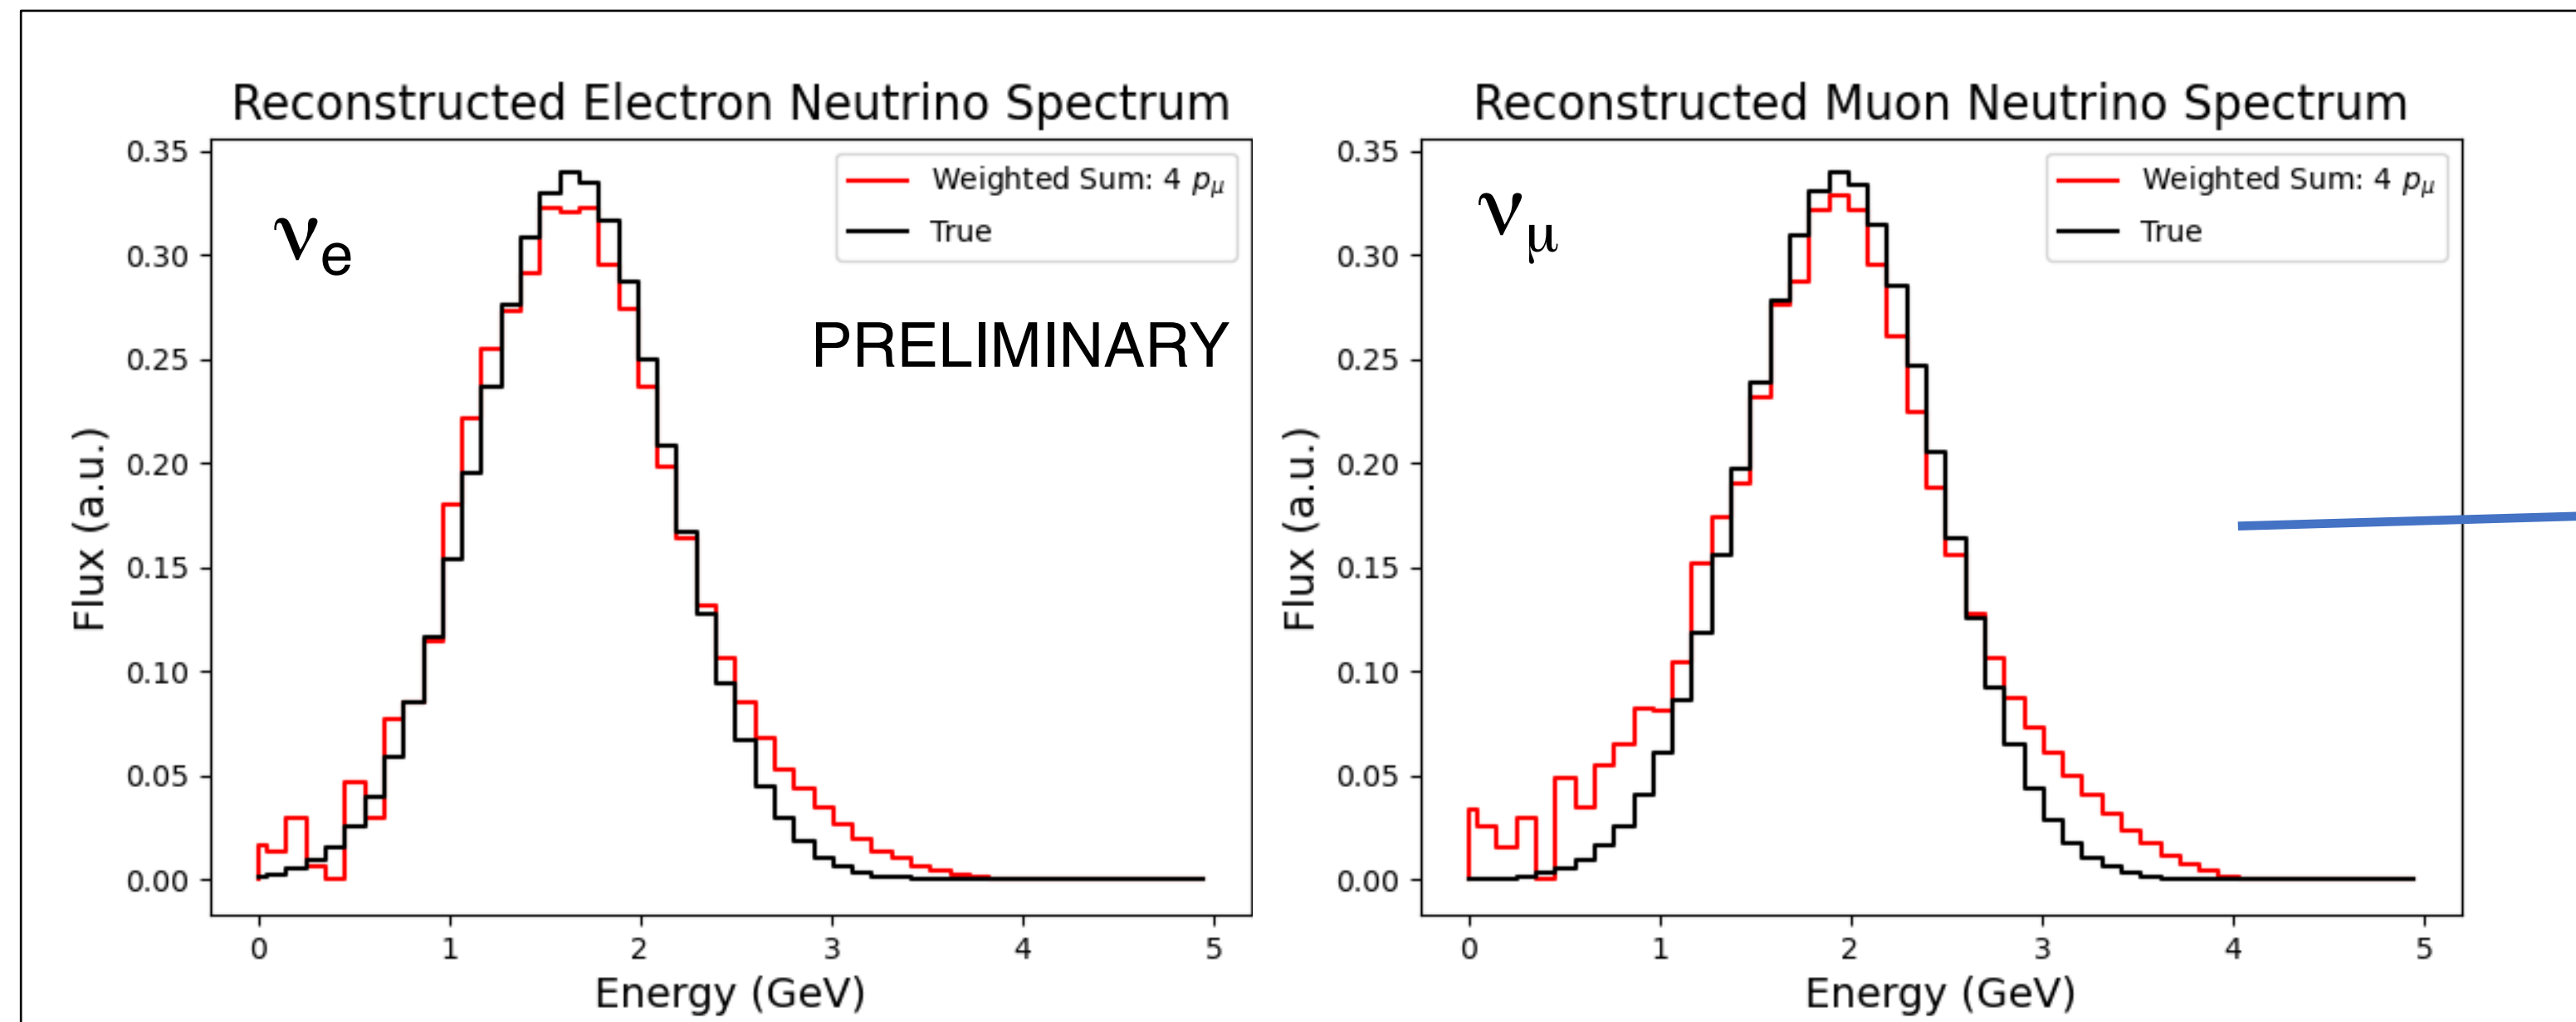 Reconstructed Electron Neutrino Spectrum
0.35
0.30
0.25
0.20
0.15
0.10
0.05
0.00
Flux (a.u.)
νe
Weighted Sum: 4 pμ
True
PRELIMINARY
0 1 2 3 4 5
Energy (GeV)
Reconstructed Muon Neutrino Spectrum
0.35
0.30
0.25
0.20
0.15
0.10
0.05
0.00
Flux (a.u.)
νμ
Weighted Sum: 4 pμ
True
0 1 2 3 4 5
Energy (GeV)